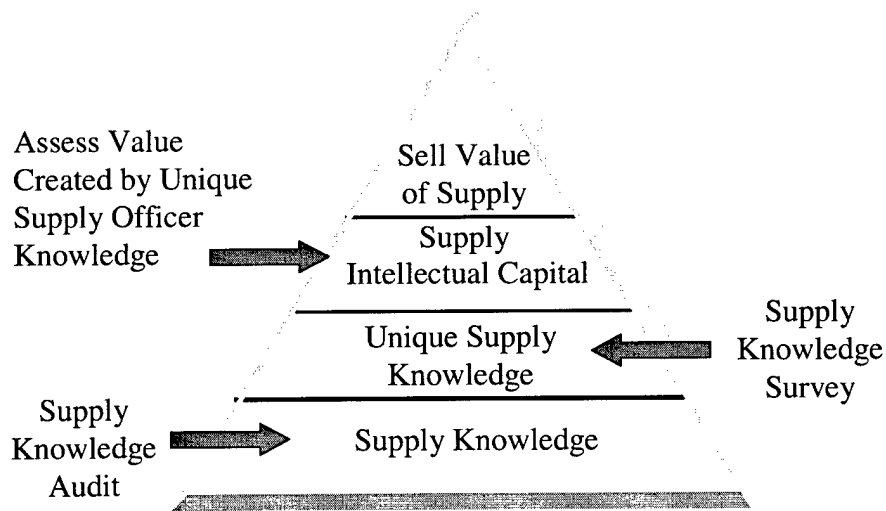 Assess Value
Created by Unique
Supply Officer
Knowledge
Sell Value
of Supply
Supply
Intellectual Capital
Unique Supply
Knowledge
Supply
Knowledge
Survey
Supply
Knowledge
Audit
Supply Knowledge